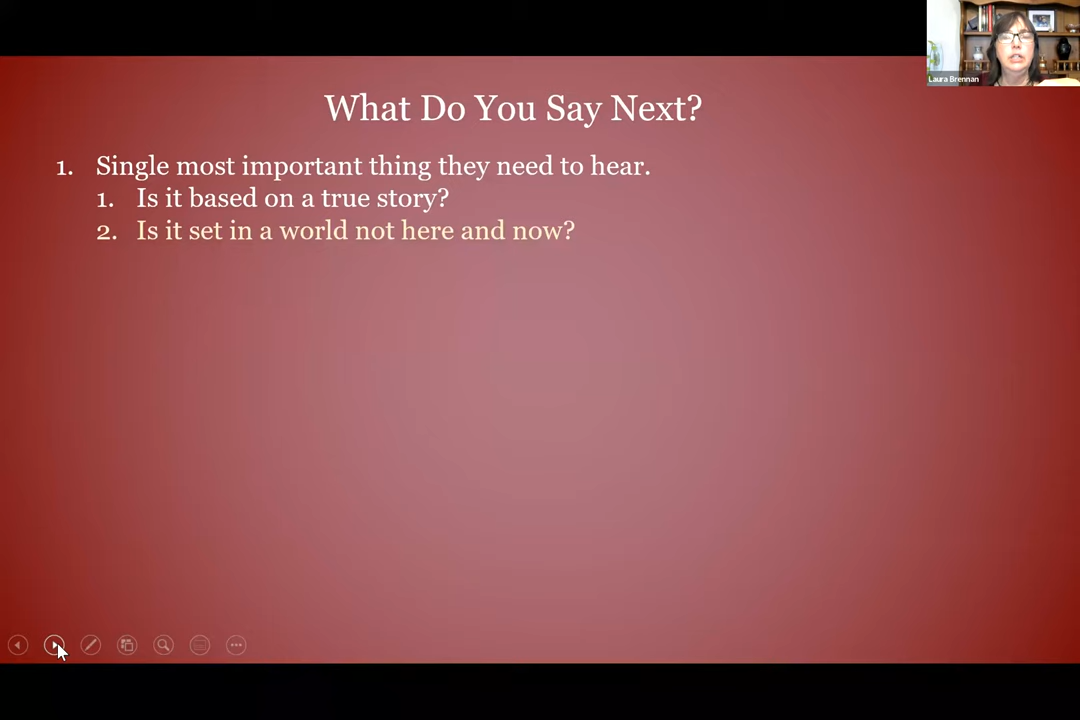 Laura Brennan
What Do You Say Next?
1. Single most important thing they need to hear.
1. Is it based on a true story?
2. Is it set in a world not here and now?